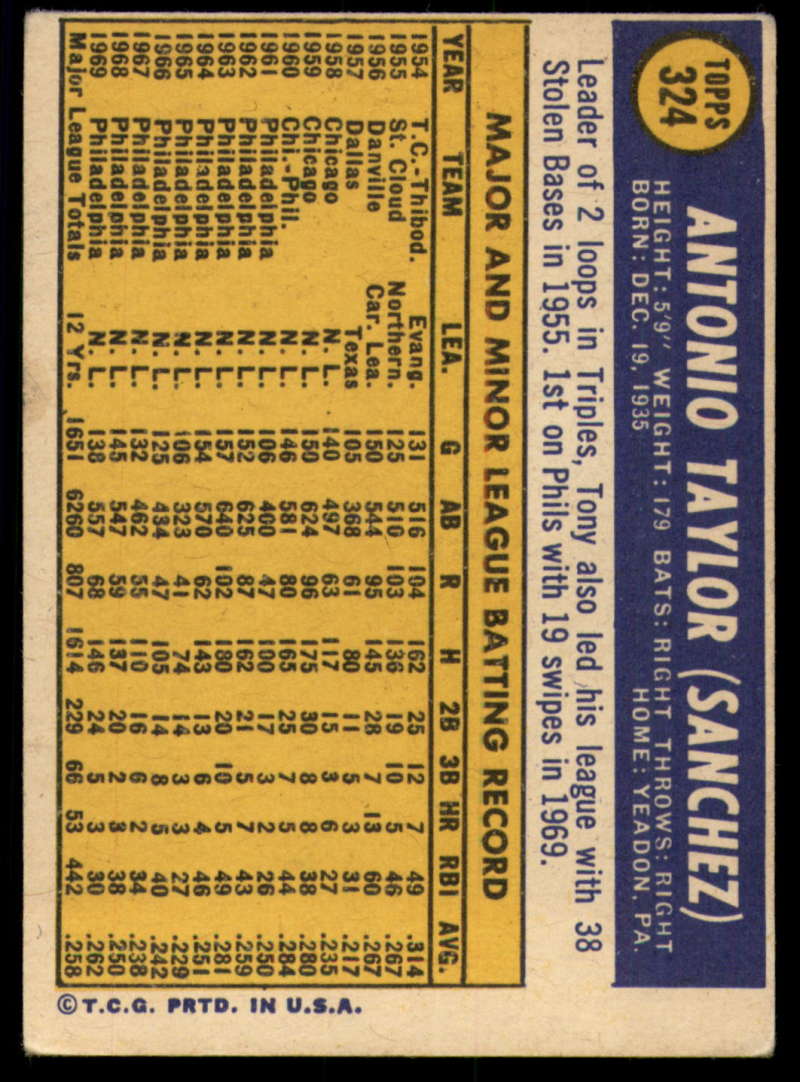 TOPPS
324
ANTONIO TAYLOR (SANCHEZ)
HEIGHT: 5'9" WEIGHT: 179 BATS: RIGHT THROWS: RIGHT
BORN: DEC. 19, 1935 HOME: YEADON, PA.
Leader of 2 loops in Triples, Tony also led his league with 38
Stolen Bases in 1955. 1st on Phils with 19 swipes in 1969.
MAJOR AND MINOR LEAGUE BATTING RECORD
YEAR TEAM LEA. G AB R H 2B 3B HR RBI AVG.
1954 T.C.-Thibod. Evang. 131 516 104 162 25 12 7 49 .314
1955 St. Cloud Northern. 125 510 103 136 19 10 5 46 .267
1956 Danville Car. Lea. 150 544 95 145 28 7 13 60 .267
1957 Dallas Texas 105 368 61 80 11 5 3 31 .217
1958 Chicago N. L. 140 497 63 117 15 3 6 27 .235
1959 Chicago N. L. 150 624 96 175 30 8 8 38 .280
1960 Chi.-Phil. N. L. 146 581 80 165 25 7 5 44 .284
1961 Philadelphia N. L. 106 400 47 100 17 3 2 26 .250
1962 Philadelphia N. L. 152 625 87 162 21 5 7 43 .259
1963 Philadelphia N. L. 157 640 102 180 20 10 5 49 .281
1964 Philadelphia N. L. 154 570 62 143 13 6 4 46 .251
1965 Philadelphia N. L. 106 323 41 74 14 3 3 27 .229
1966 Philadelphia N. L. 125 434 47 105 14 8 5 40 .242
1967 Philadelphia N. L. 132 462 55 110 16 6 2 34 .238
1968 Philadelphia N. L. 145 547 59 137 20 2 3 38 .250
1969 Philadelphia N. L. 138 557 68 146 24 5 3 30 .262
Major League Totals 12 Yrs. 1651 6260 807 1614 229 66 53 442 .258
© T.C.G. PRTD. IN U.S.A.